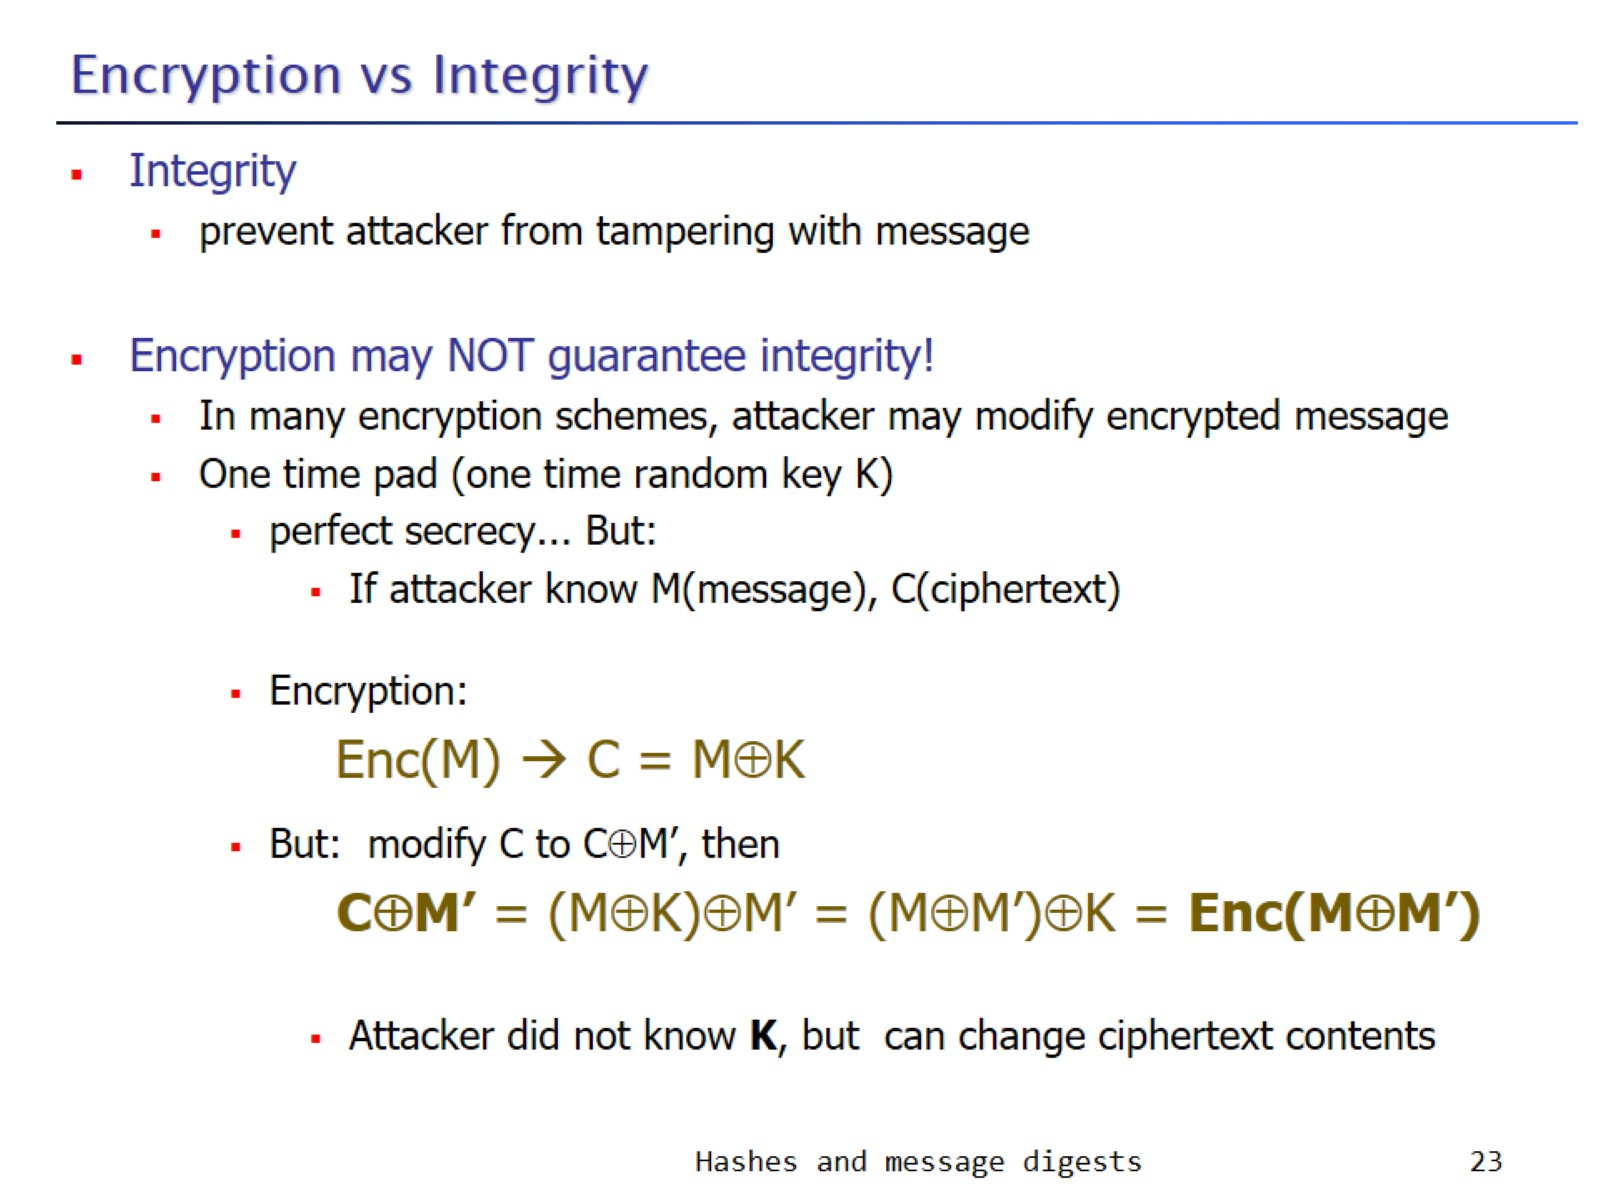 Encryption vs Integrity
▪ Integrity
▪ prevent attacker from tampering with message
▪ Encryption may NOT guarantee integrity!
▪ In many encryption schemes, attacker may modify encrypted message
▪ One time pad (one time random key K)
▪ perfect secrecy... But:
▪ If attacker know M(message), C(ciphertext)
▪ Encryption:
Enc(M) → C = M⊕K
▪ But: modify C to C⊕M’, then
C⊕M’ = (M⊕K)⊕M’ = (M⊕M’)⊕K = Enc(M⊕M’)
▪ Attacker did not know K, but can change ciphertext contents
Hashes and message digests 23